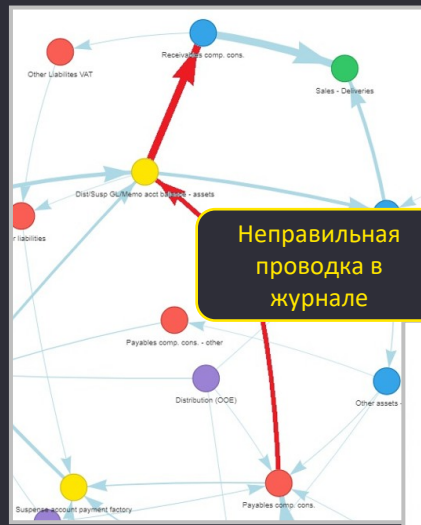 Receivables comp. cons.
Other Liabilites VAT
Sales - Deliveries
Dist/Susp GL/Memo acct balance - assets
r liabilities
Неправильная
проводка в
журнале
Payables comp. cons. - other
Distribution (OOE)
Other assets -
Suspense account payment factory
Payables comp. cons.